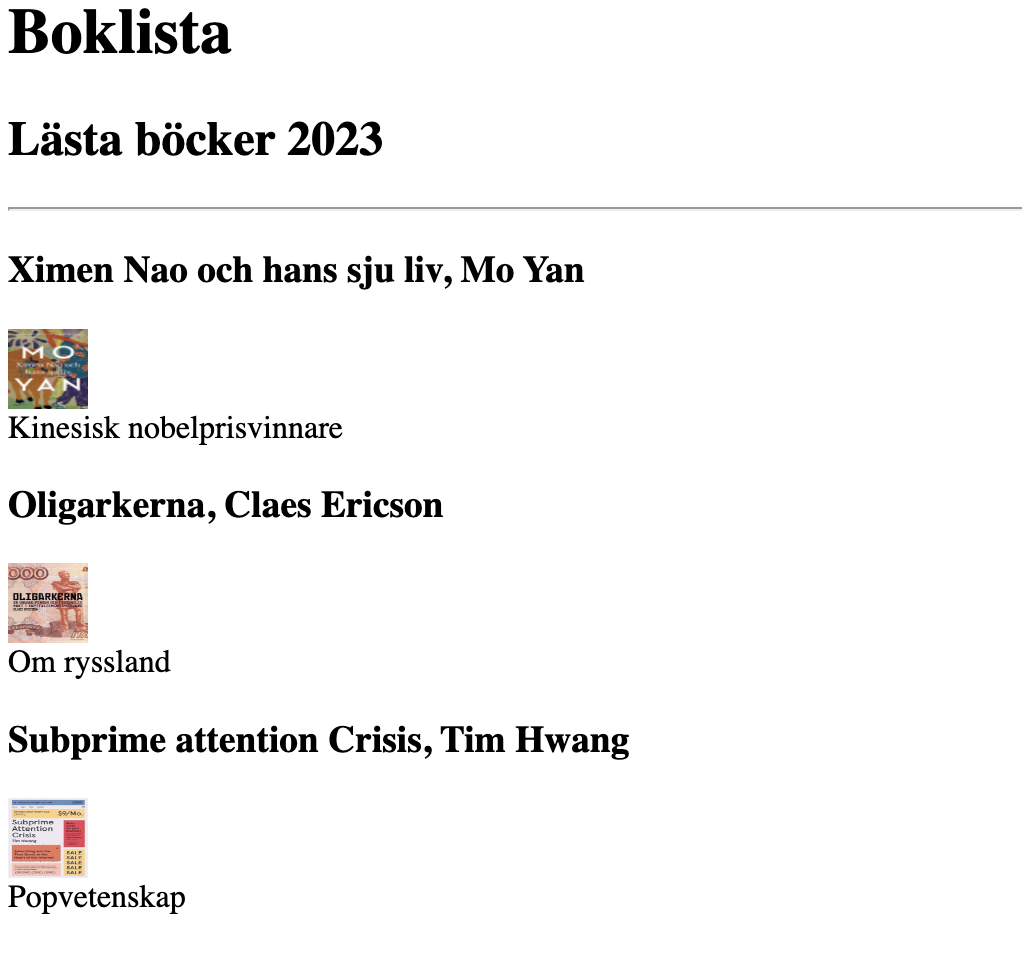 Boklista
Lästa böcker 2023
Ximen Nao och hans sju liv, Mo Yan
MO
Ximen Nao och
hans sju liv
YAN
Kinesisk nobelprisvinnare
Oligarkerna, Claes Ericson
000
OLIGARKERNA
Om ryssland
Subprime attention Crisis, Tim Hwang
$9/Mo.
Subprime
Attention
Crisis
Tim Hwang
SALE
SALE
SALE
SALE
SALE
Popvetenskap